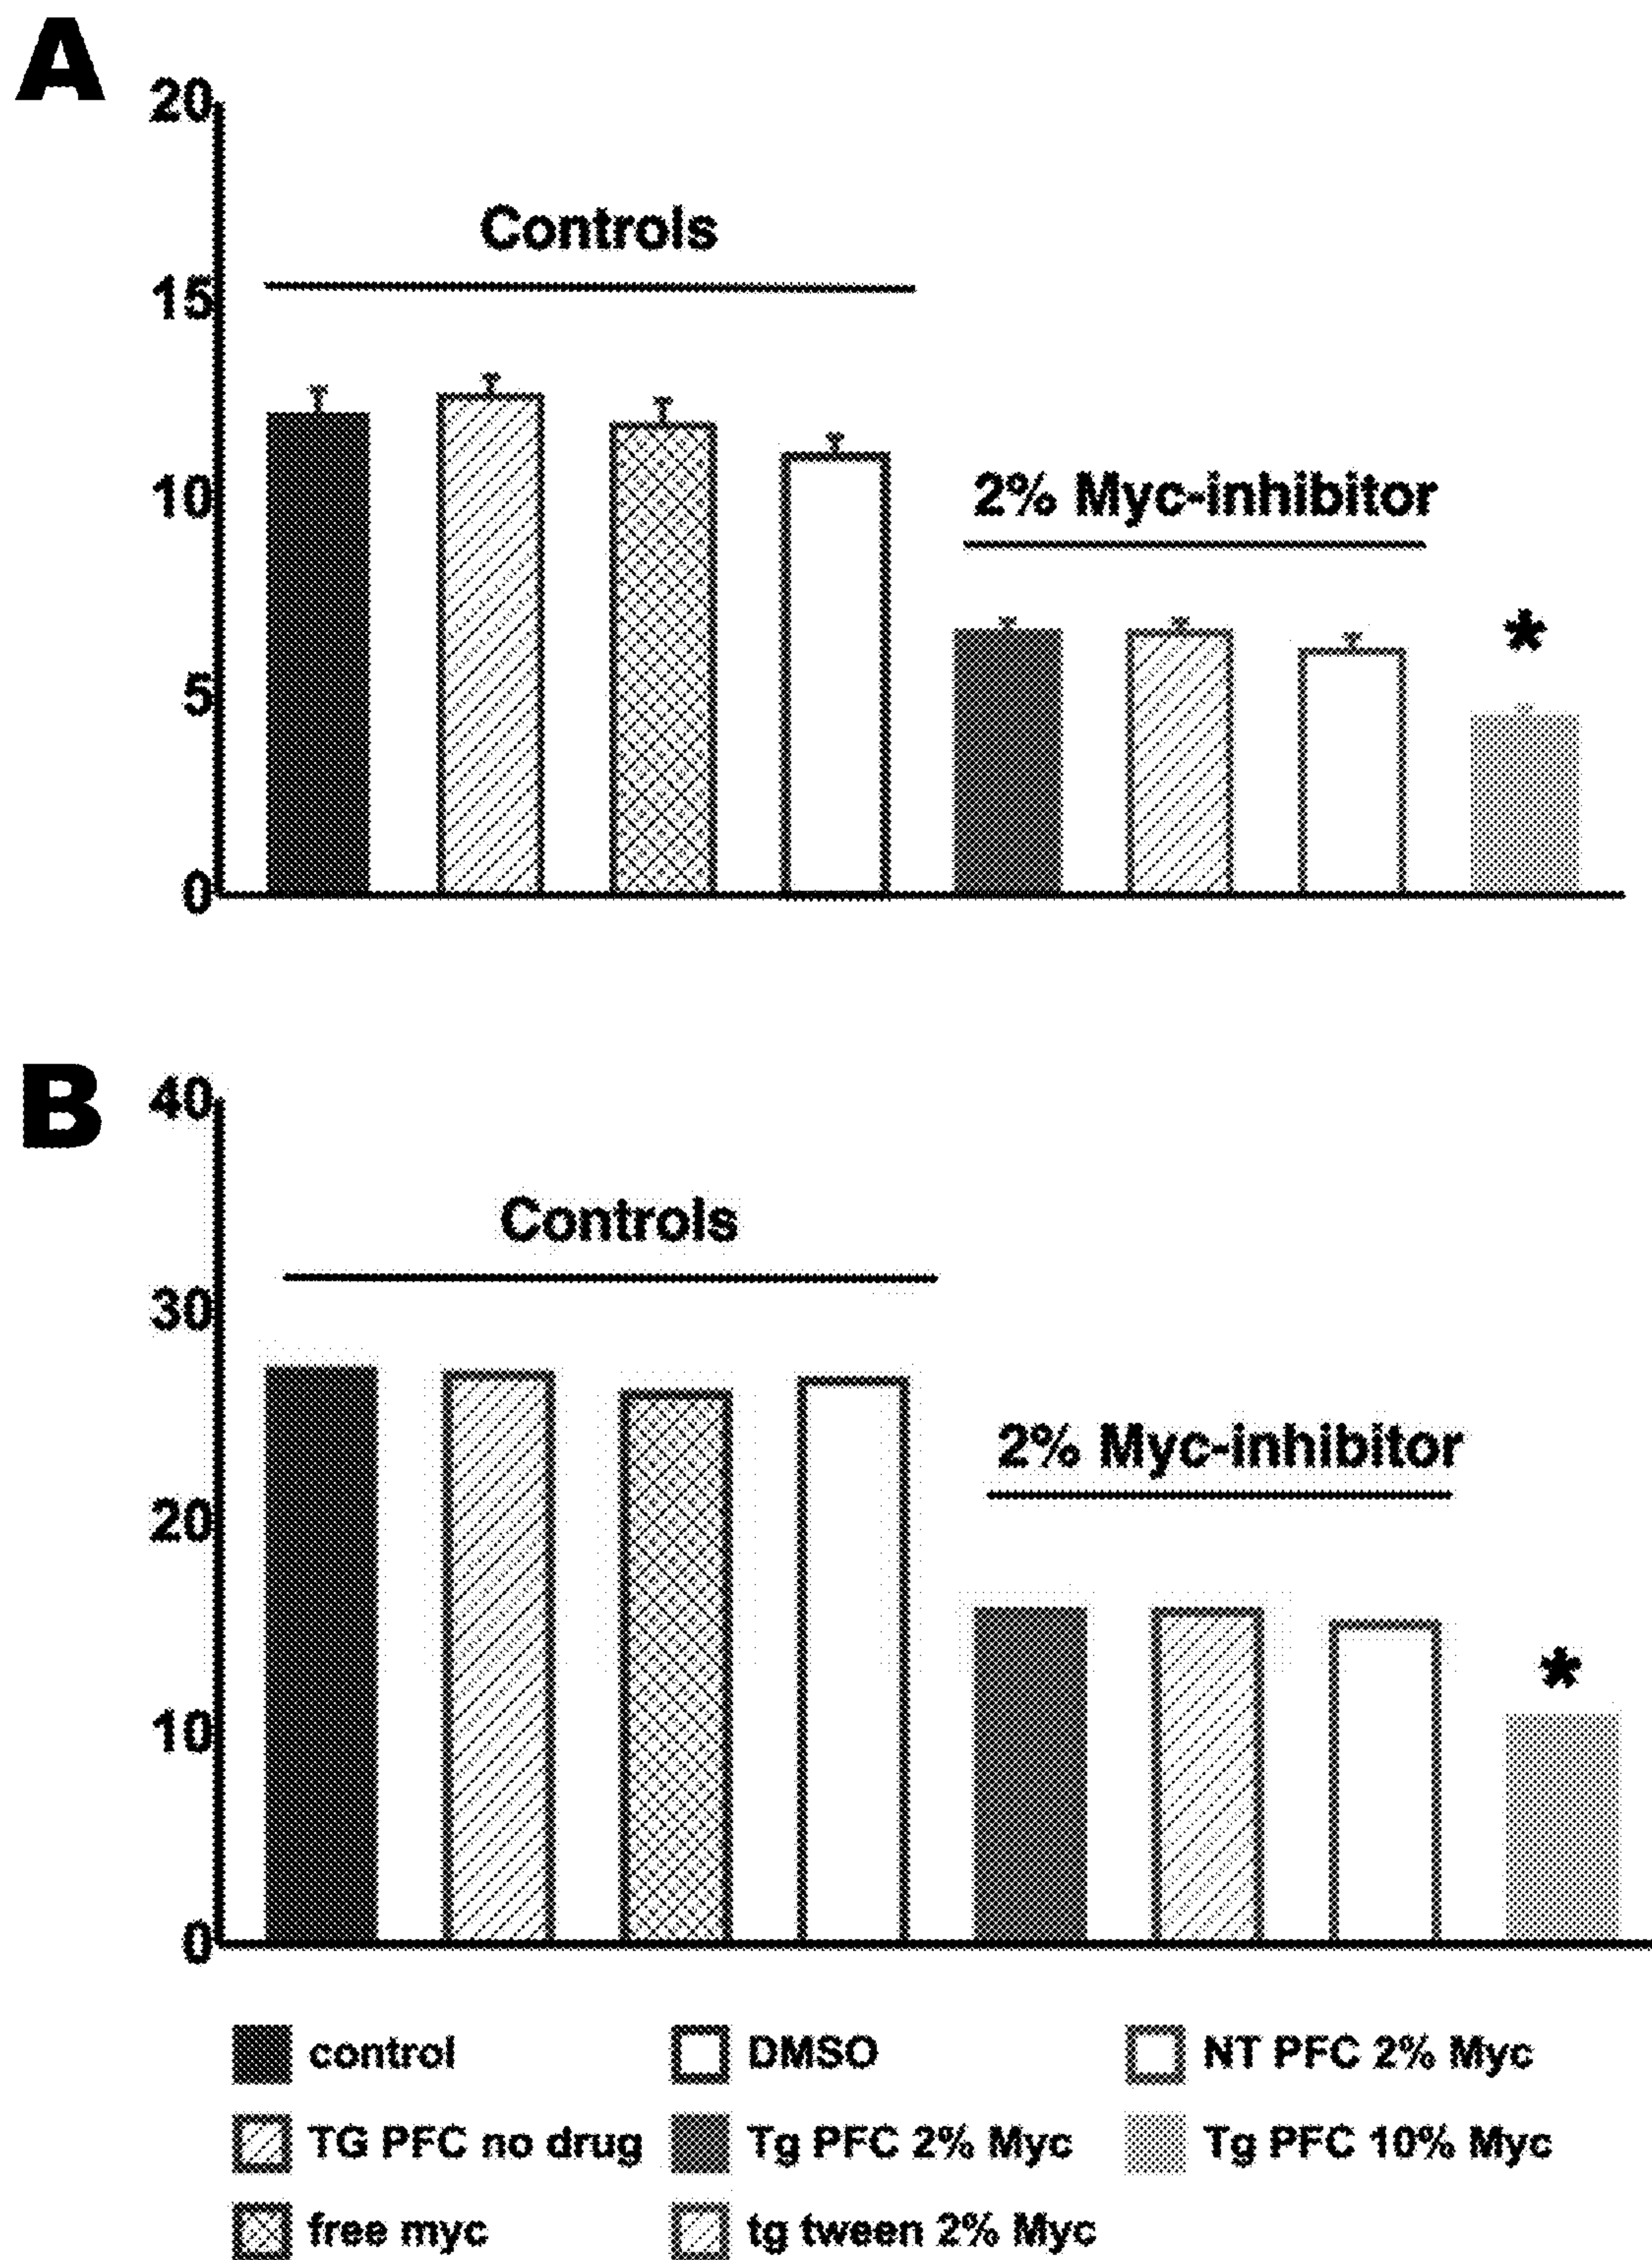 A
20
Controls
15
10
2% Myc-inhibitor
*
5
0
B
40
Controls
30
2% Myc-inhibitor
20
*
10
0
control
DMSO
NT PFC 2% Myc
TG PFC no drug
Tg PFC 2% Myc
Tg PFC 10% Myc
free myc
tg tween 2% Myc